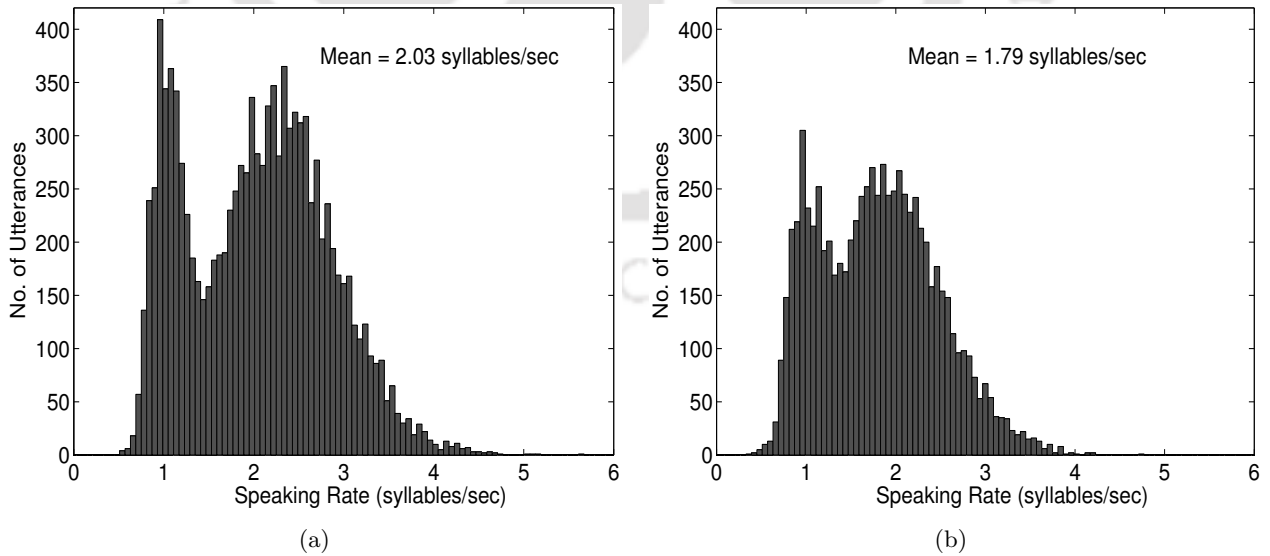 Mean = 2.03 syllables/sec
No. of Utterances
400
350
300
250
200
150
100
50
0
0 1 2 3 4 5 6
Speaking Rate (syllables/sec)
(a)
Mean = 1.79 syllables/sec
No. of Utterances
400
350
300
250
200
150
100
50
0
0 1 2 3 4 5 6
Speaking Rate (syllables/sec)
(b)